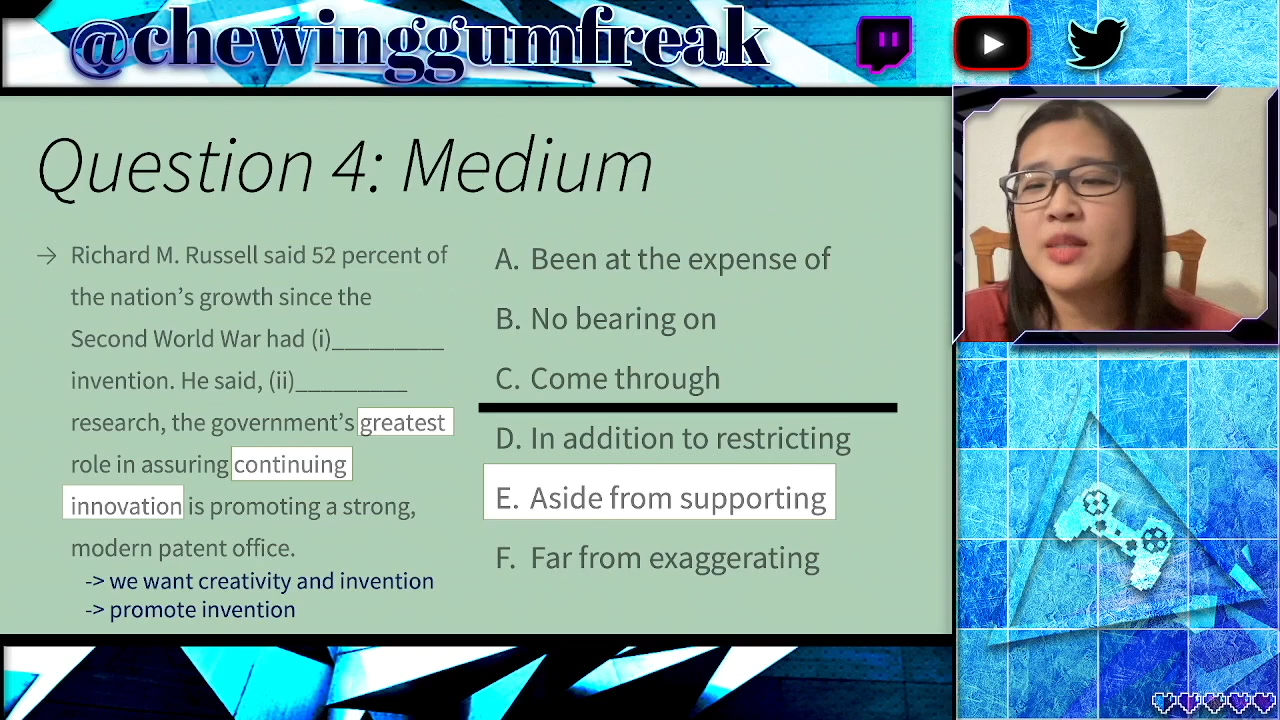 @chewinggumfreak
Question 4: Medium
→ Richard M. Russell said 52 percent of
the nation's growth since the
Second World War had (i)_________
invention. He said, (ii)_________
research, the government's greatest
role in assuring continuing
innovation is promoting a strong,
modern patent office.
-> we want creativity and invention
-> promote invention
A. Been at the expense of
B. No bearing on
C. Come through
D. In addition to restricting
E. Aside from supporting
F. Far from exaggerating